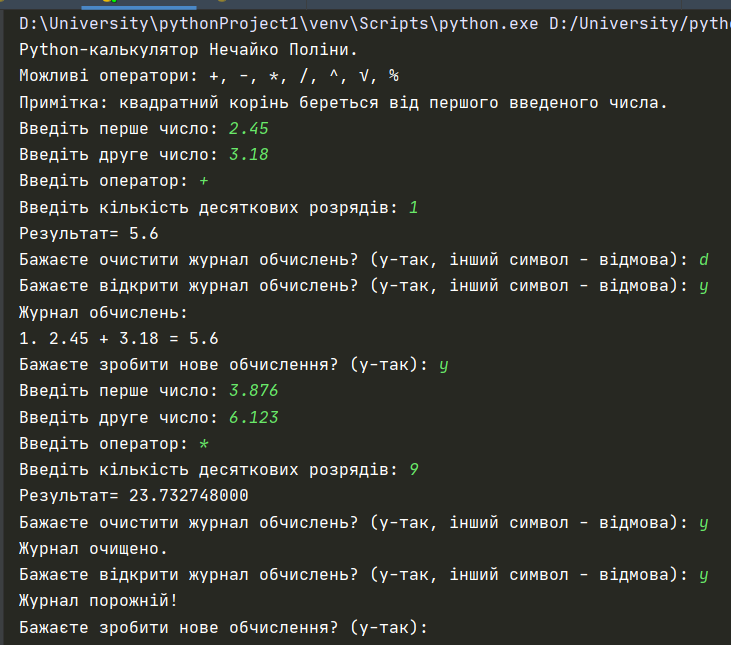 D:\University\pythonProject1\venv\Scripts\python.exe D:/University/pytho
Python-калькулятор Нечайко Поліни.
Можливі оператори: +, -, *, /, ^, √, %
Примітка: квадратний корінь береться від першого введеного числа.
Введіть перше число: 2.45
Введіть друге число: 3.18
Введіть оператор: +
Введіть кількість десяткових розрядів: 1
Результат= 5.6
Бажаєте очистити журнал обчислень? (y-так, інший символ - відмова): d
Бажаєте відкрити журнал обчислень? (y-так, інший символ - відмова): y
Журнал обчислень:
1. 2.45 + 3.18 = 5.6
Бажаєте зробити нове обчислення? (y-так): y
Введіть перше число: 3.876
Введіть друге число: 6.123
Введіть оператор: *
Введіть кількість десяткових розрядів: 9
Результат= 23.732748000
Бажаєте очистити журнал обчислень? (y-так, інший символ - відмова): y
Журнал очищено.
Бажаєте відкрити журнал обчислень? (y-так, інший символ - відмова): y
Журнал порожній!
Бажаєте зробити нове обчислення? (y-так):